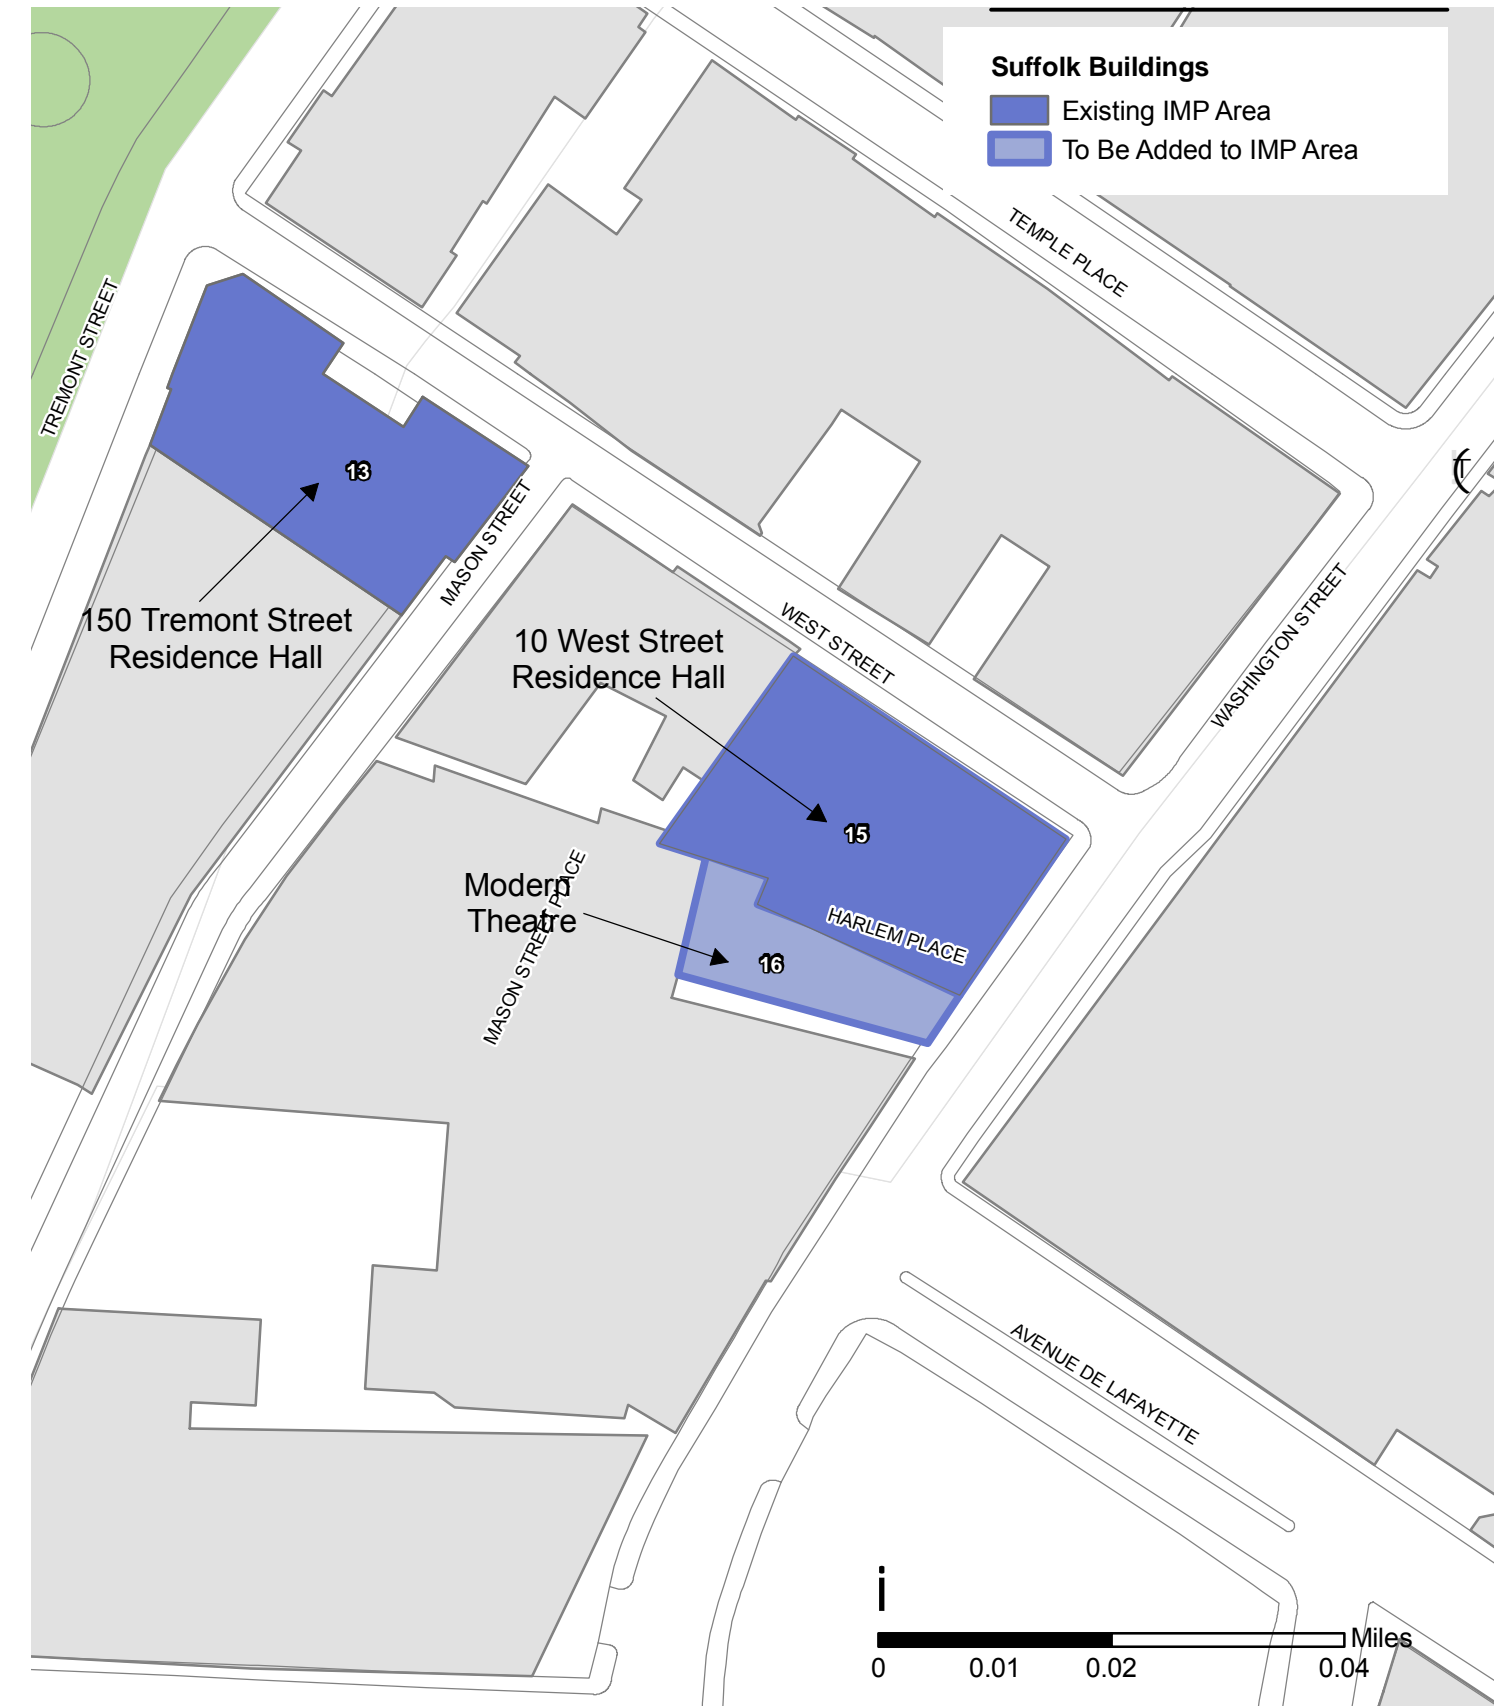 Suffolk Buildings
Existing IMP Area
To Be Added to IMP Area
TEMPLE PLACE
TREMONT STREET
13
T
MASON STREET
150 Tremont Street
Residence Hall
10 West Street
Residence Hall
WEST STREET
WASHINGTON STREET
15
Modern
Theatre
MASON STREET PLACE
HARLEM PLACE
16
AVENUE DE LAFAYETTE
i
Miles
0 0.01 0.02 0.04